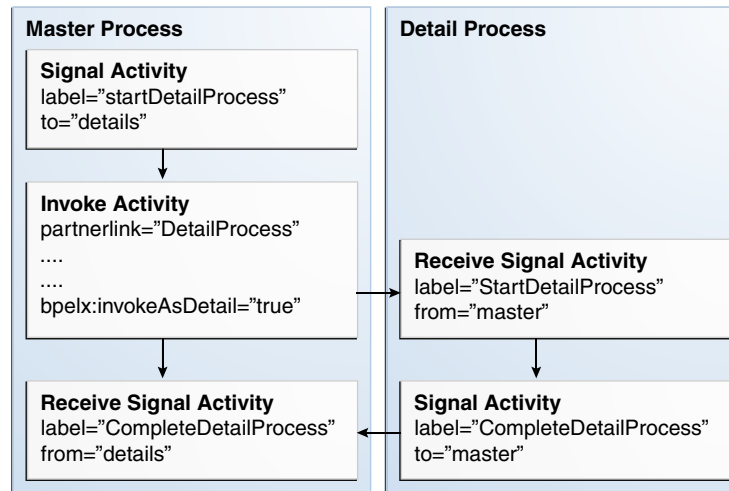 Master Process
Signal Activity
label=”startDetailProcess”
to=”details”
Invoke Activity
partnerlink=”DetailProcess”
....
....
bpelx:invokeAsDetail=”true”
Receive Signal Activity
label=”CompleteDetailProcess”
from=”details”
Detail Process
Receive Signal Activity
label=”StartDetailProcess”
from=”master”
Signal Activity
label=”CompleteDetailProcess”
to=”master”